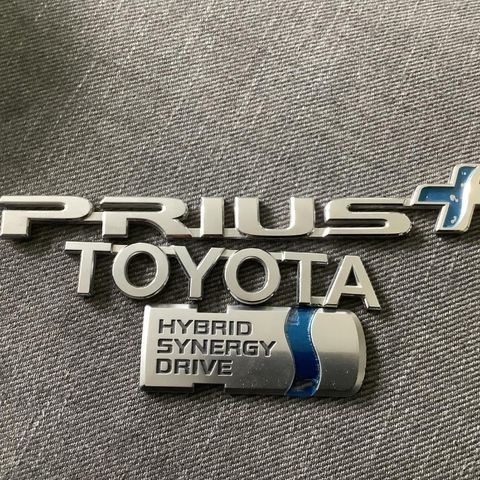 PRIUS+
TOYOTA
HYBRID
SYNERGY
DRIVE